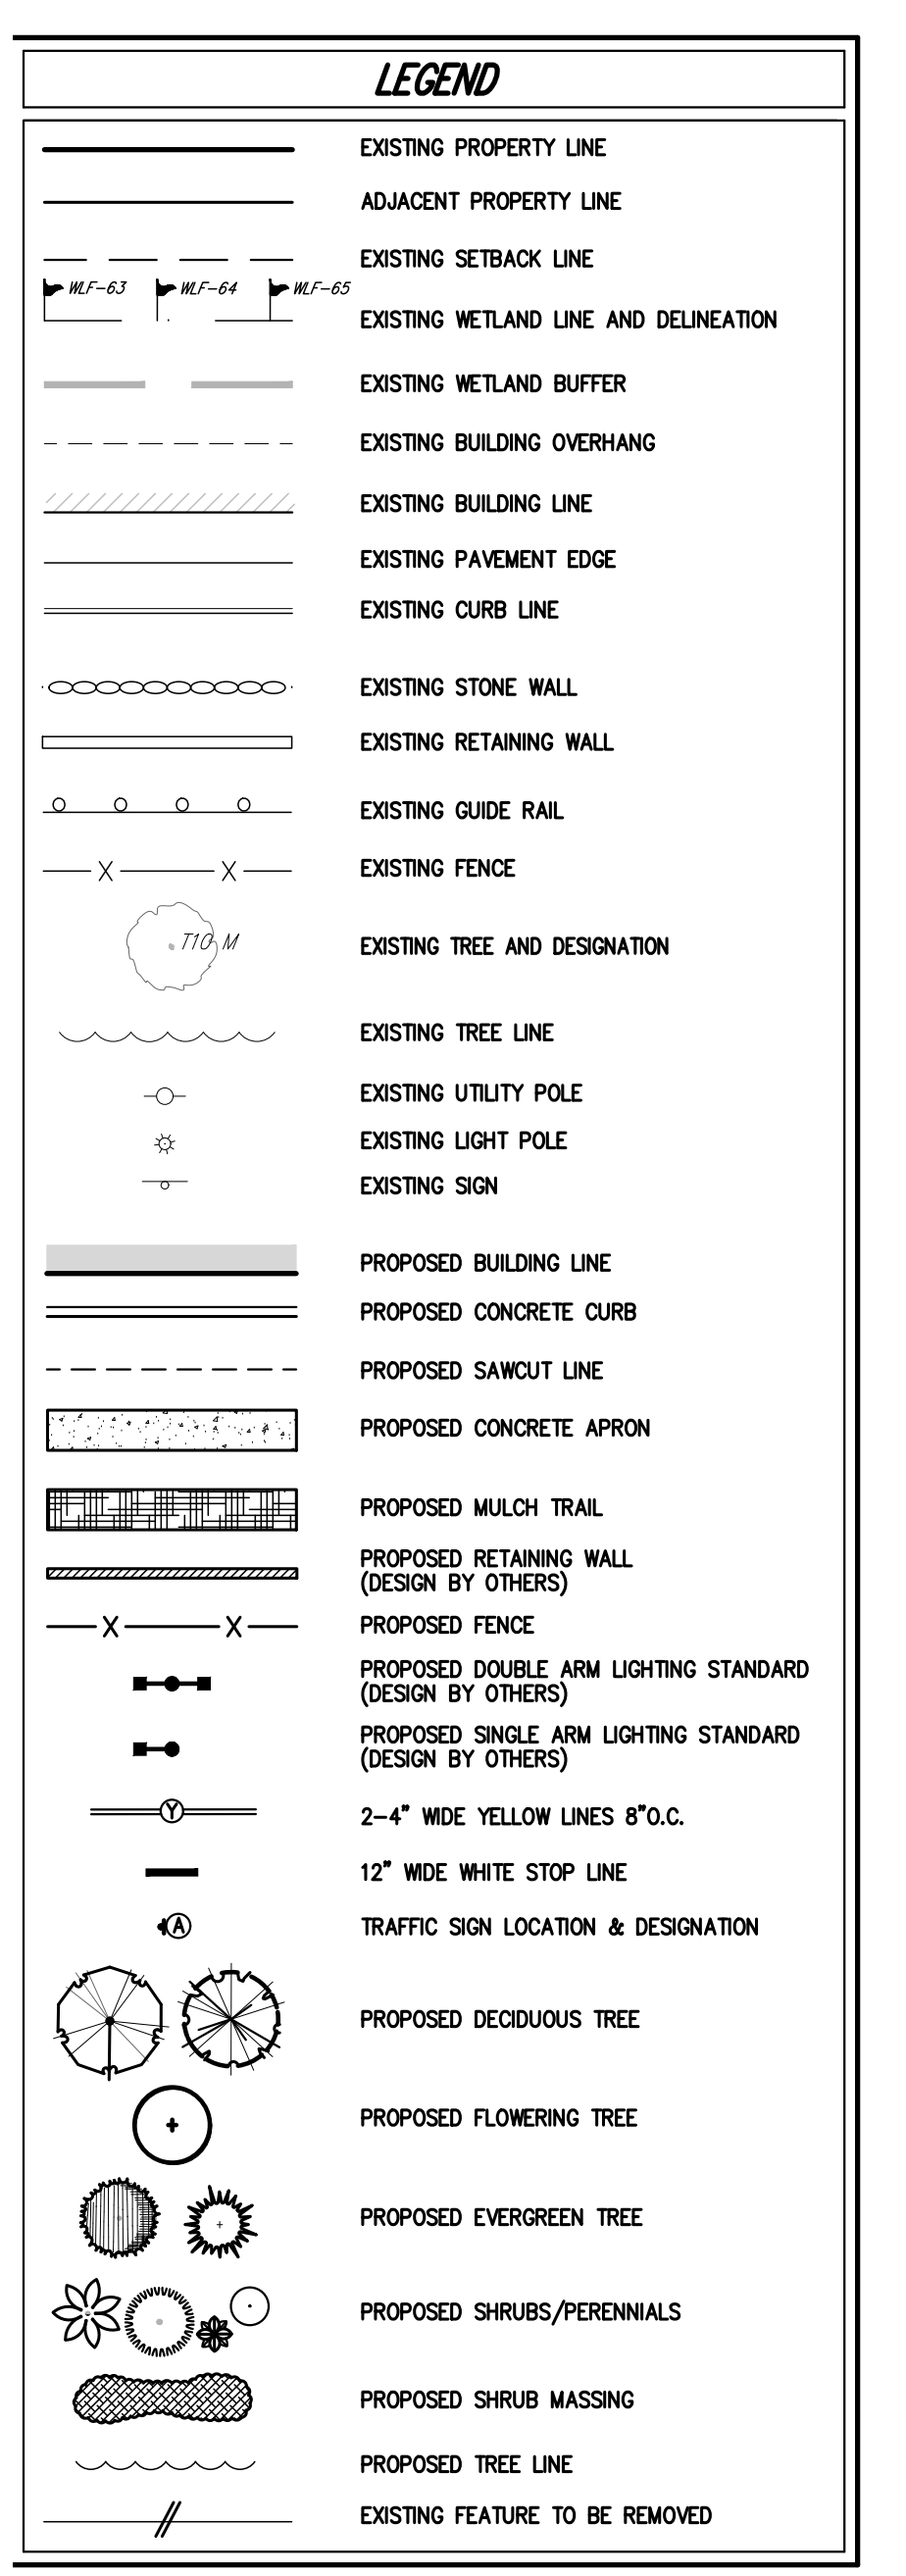 LEGEND
EXISTING PROPERTY LINE
ADJACENT PROPERTY LINE
EXISTING SETBACK LINE
WLF-63 WLF-64 WLF-65
EXISTING WETLAND LINE AND DELINEATION
EXISTING WETLAND BUFFER
EXISTING BUILDING OVERHANG
EXISTING BUILDING LINE
EXISTING PAVEMENT EDGE
EXISTING CURB LINE
EXISTING STONE WALL
EXISTING RETAINING WALL
EXISTING GUIDE RAIL
X X EXISTING FENCE
T10 M EXISTING TREE AND DESIGNATION
EXISTING TREE LINE
EXISTING UTILITY POLE
EXISTING LIGHT POLE
EXISTING SIGN
PROPOSED BUILDING LINE
PROPOSED CONCRETE CURB
PROPOSED SAWCUT LINE
PROPOSED CONCRETE APRON
PROPOSED MULCH TRAIL
PROPOSED RETAINING WALL
(DESIGN BY OTHERS)
X X PROPOSED FENCE
PROPOSED DOUBLE ARM LIGHTING STANDARD
(DESIGN BY OTHERS)
PROPOSED SINGLE ARM LIGHTING STANDARD
(DESIGN BY OTHERS)
Y 2-4" WIDE YELLOW LINES 8"O.C.
12" WIDE WHITE STOP LINE
A TRAFFIC SIGN LOCATION & DESIGNATION
PROPOSED DECIDUOUS TREE
PROPOSED FLOWERING TREE
PROPOSED EVERGREEN TREE
PROPOSED SHRUBS/PERENNIALS
PROPOSED SHRUB MASSING
PROPOSED TREE LINE
EXISTING FEATURE TO BE REMOVED